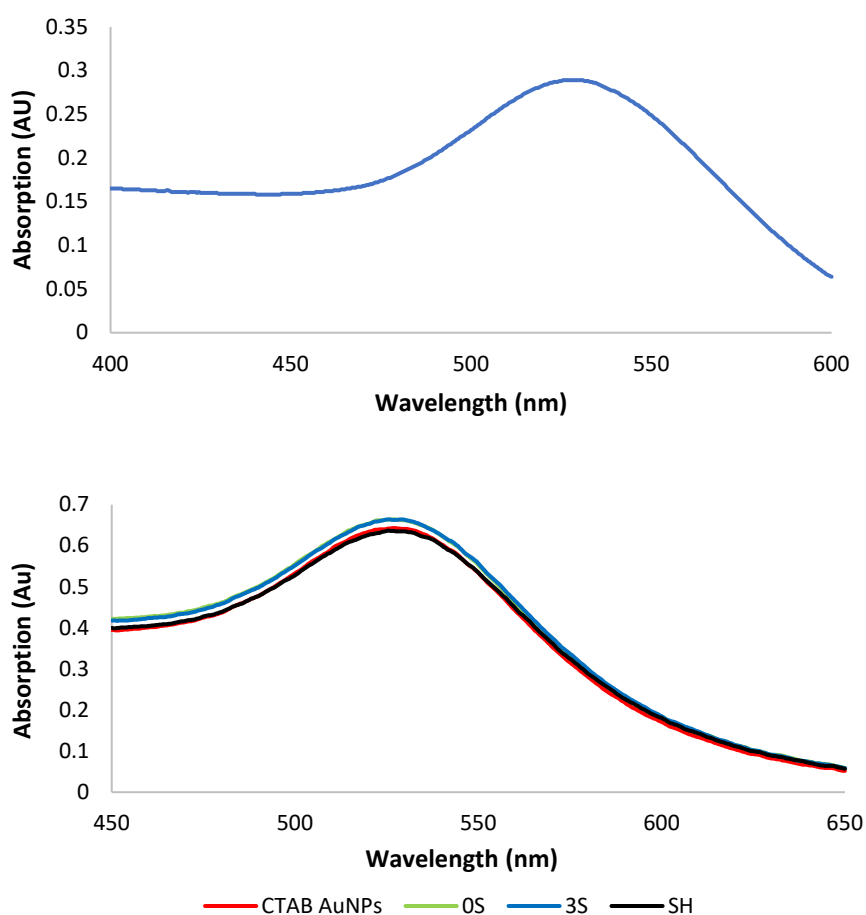 0.35
0.3
0.25
0.2
0.15
0.1
0.05
0
Absorption (AU)
400 450 500 550 600
Wavelength (nm)
0.7
0.6
0.5
0.4
0.3
0.2
0.1
0
Absorption (Au)
450 500 550 600 650
Wavelength (nm)
CTAB AuNPs 0S 3S SH